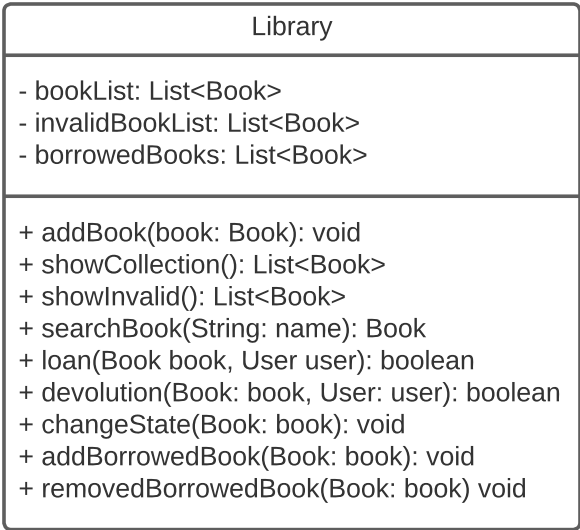 Library
- bookList: List<Book>
- invalidBookList: List<Book>
- borrowedBooks: List<Book>
+ addBook(book: Book): void
+ showCollection(): List<Book>
+ showInvalid(): List<Book>
+ searchBook(String: name): Book
+ loan(Book book, User user): boolean
+ devolution(Book: book, User: user): boolean
+ changeState(Book: book): void
+ addBorrowedBook(Book: book): void
+ removedBorrowedBook(Book: book) void